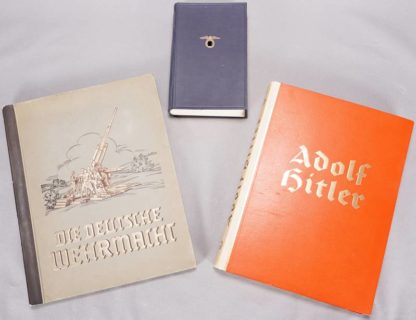 DIE DEUTSCHE
WEHRMACHT
Adolf
Hitler